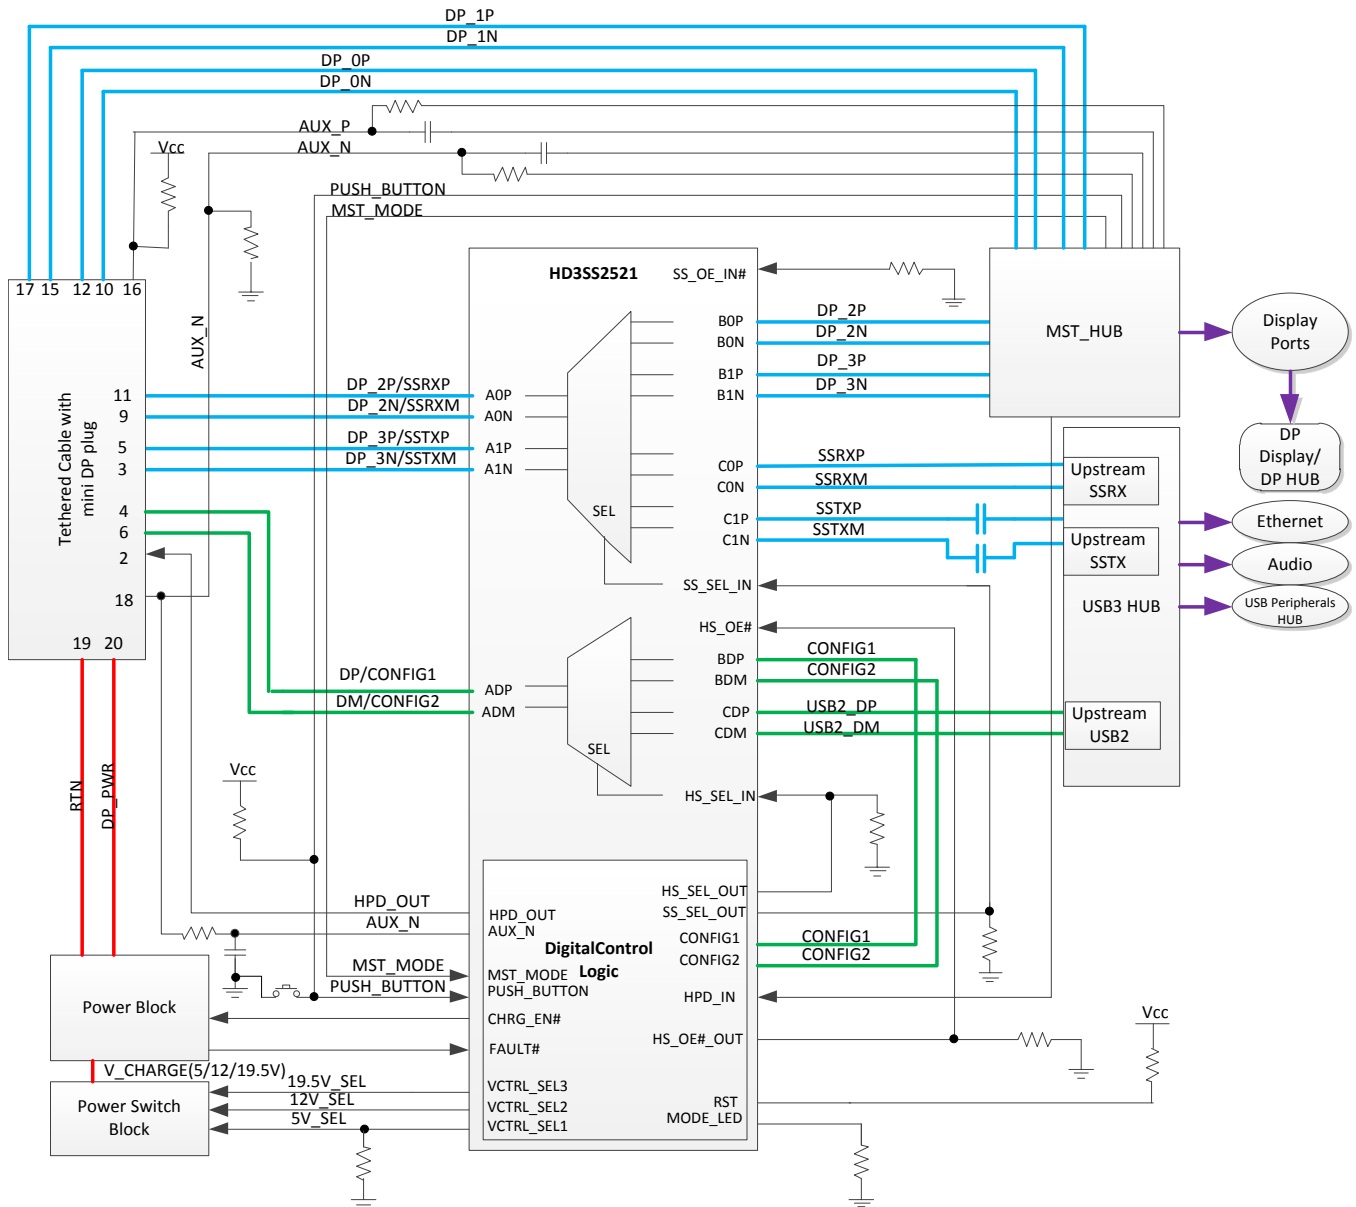 DP_1P
DP_1N
DP_0P
DP_0N
AUX_P
AUX_N
Vcc
PUSH_BUTTON
MST_MODE
17 15 12 10 16
Tethered Cable with
mini DP plug
11
9
5
3
4
6
2
18
19 20
AUX_N
DP_2P/SSRXP
DP_2N/SSRXM
DP_3P/SSTXP
DP_3N/SSTXM
DP/CONFIG1
DM/CONFIG2
RTN
DP_PWR
Vcc
HPD_OUT
AUX_N
MST_MODE
PUSH_BUTTON
Power Block
V_CHARGE(5/12/19.5V)
Power Switch
Block
19.5V_SEL
12V_SEL
5V_SEL
HD3SS2521
SS_OE_IN#
A0P
A0N
A1P
A1N
SEL
B0P
B0N
B1P
B1N
C0P
C0N
C1P
C1N
SS_SEL_IN
HS_OE#
ADP
ADM
SEL
BDP
BDM
CDP
CDM
HS_SEL_IN
DigitalControl
Logic
HPD_OUT
AUX_N
MST_MODE
PUSH_BUTTON
CHRG_EN#
FAULT#
VCTRL_SEL3
VCTRL_SEL2
VCTRL_SEL1
HS_SEL_OUT
SS_SEL_OUT
CONFIG1
CONFIG2
HPD_IN
HS_OE#_OUT
RST
MODE_LED
DP_2P
DP_2N
DP_3P
DP_3N
SSRXP
SSRXM
SSTXP
SSTXM
CONFIG1
CONFIG2
USB2_DP
USB2_DM
CONFIG1
CONFIG2
Vcc
MST_HUB
Upstream
SSRX
Upstream
SSTX
USB3 HUB
Upstream
USB2
Display
Ports
DP
Display/
DP HUB
Ethernet
Audio
USB Peripherals
HUB